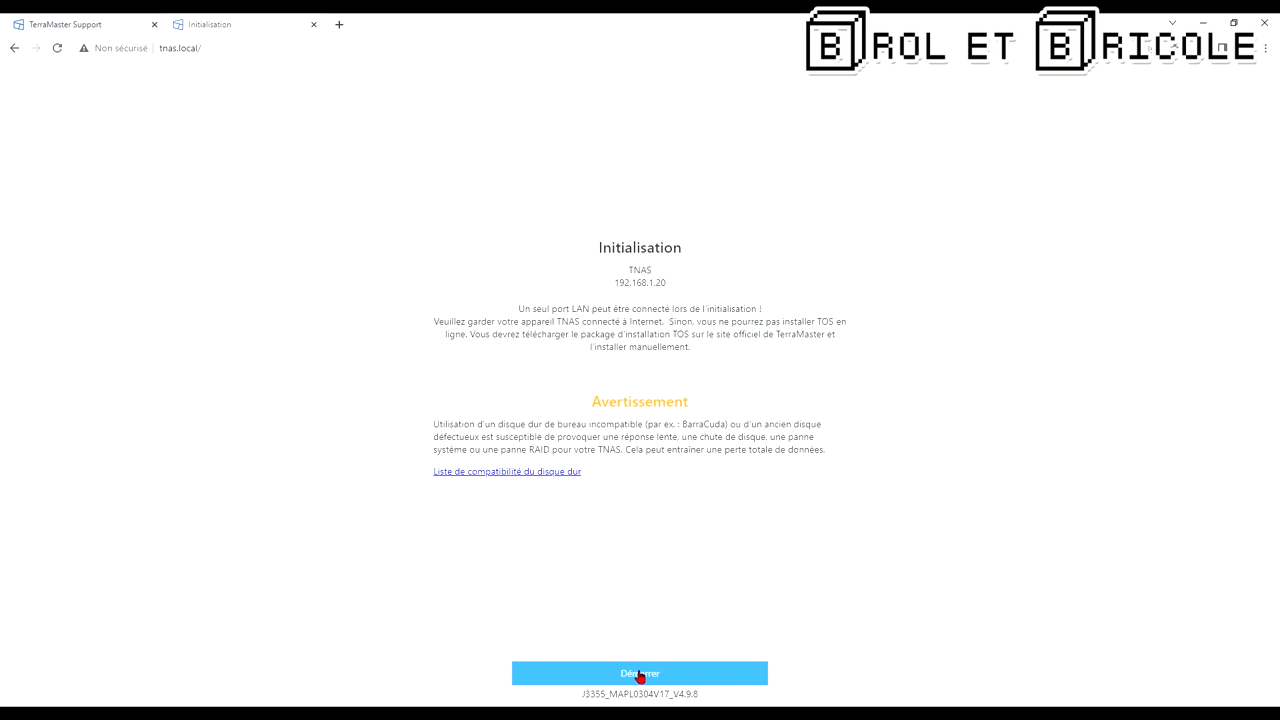 TerraMaster Support
Initialisation
BROL ET BRICOLE
Non sécurisé
tnas.local/
Initialisation
TNAS
192.168.1.20
Un seul port LAN peut être connecté lors de l'initialisation !
Veuillez garder votre appareil TNAS connecté à Internet. Sinon, vous ne pourrez pas installer TOS en
ligne. Vous devrez télécharger le package d'installation TOS sur le site officiel de TerraMaster et
l'installer manuellement.
Avertissement
Utilisation d'un disque dur de bureau incompatible (par ex. : BarraCuda) ou d'un ancien disque
défectueux est susceptible de provoquer une réponse lente, une chute de disque, une panne
système ou une panne RAID pour votre TNAS. Cela peut entraîner une perte totale de données.
Liste de compatibilité du disque dur
Démarrer
J3355_MAPL0304V17_V4.9.8